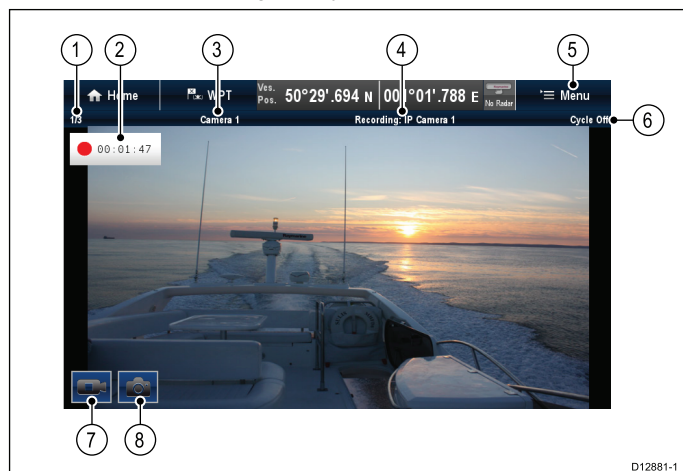 1 2 3 4 5
Home WPT Ves. Pos. 50°29'.694 N 001°01'.788 E No Radar Menu
1/3 Camera 1 Recording: IP Camera 1 Cycle Off 6
00:01:47
7 8
D12881-1